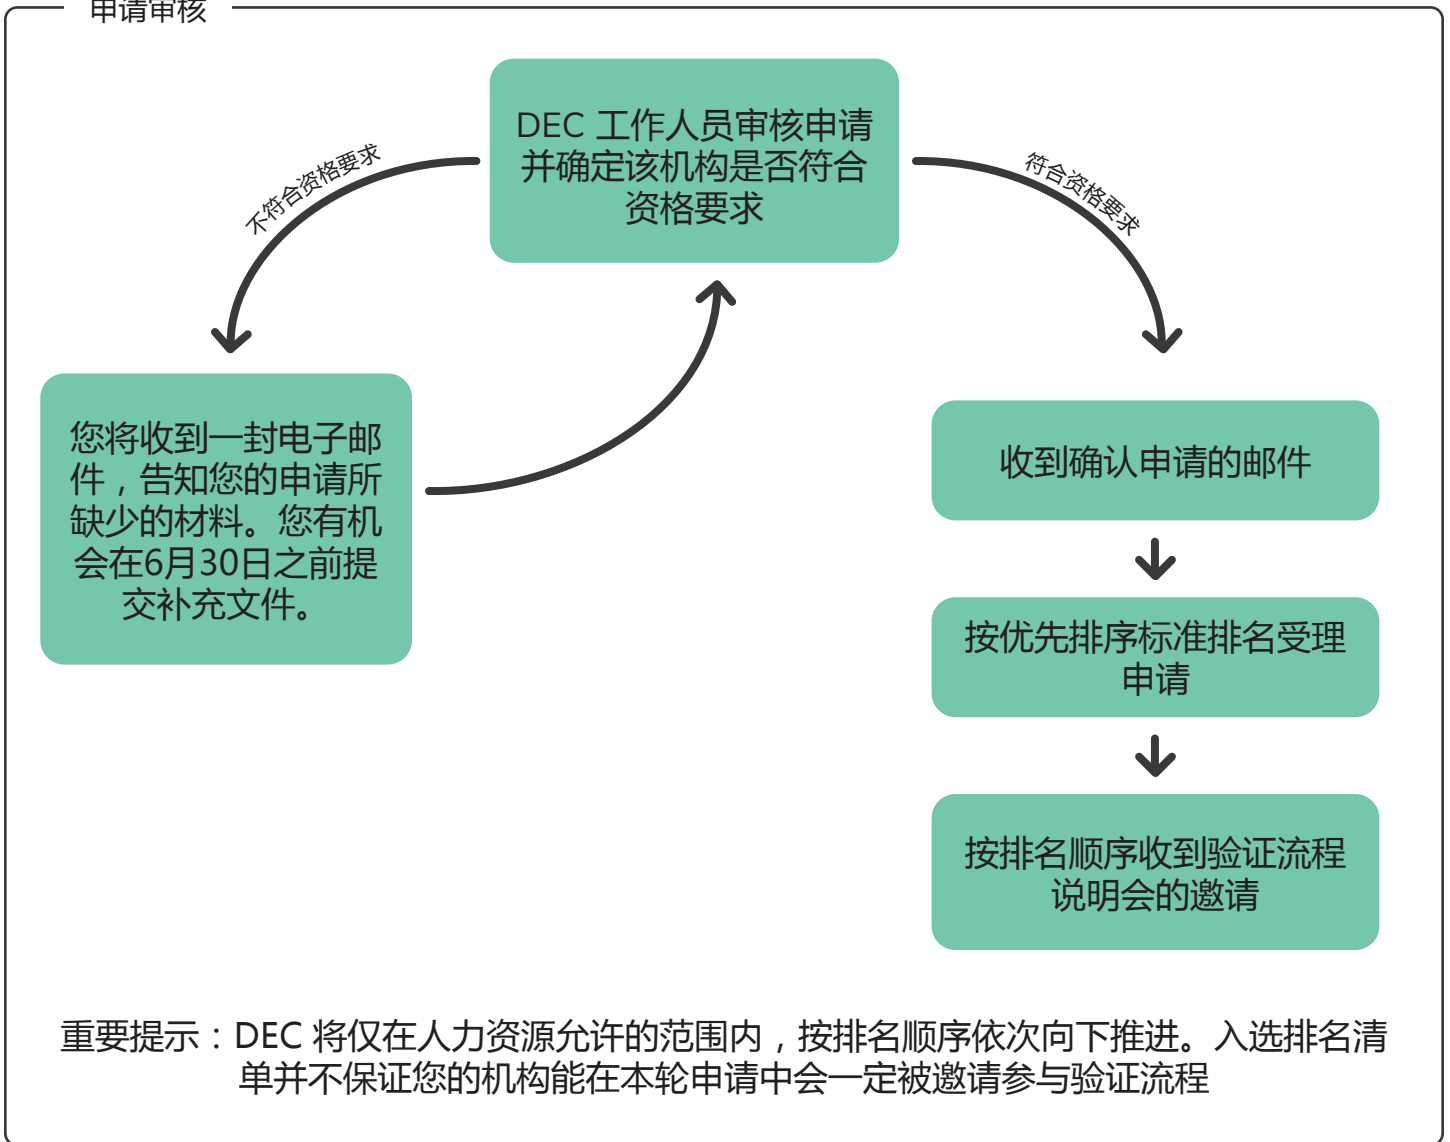 申请审核
DEC 工作人员审核申请
并确定该机构是否符合
资格要求
不符合资格要求
符合资格要求
您将收到一封电子邮
件，告知您的申请所
缺少的材料。您有机
会在6月30日之前提
交补充文件。
收到确认申请的邮件
按优先排序标准排名受理
申请
按排名顺序收到验证流程
说明会的邀请
重要提示：DEC 将仅在人力资源允许的范围内，按排名顺序依次向下推进。入选排名清
单并不保证您的机构能在本轮申请中会一定被邀请参与验证流程